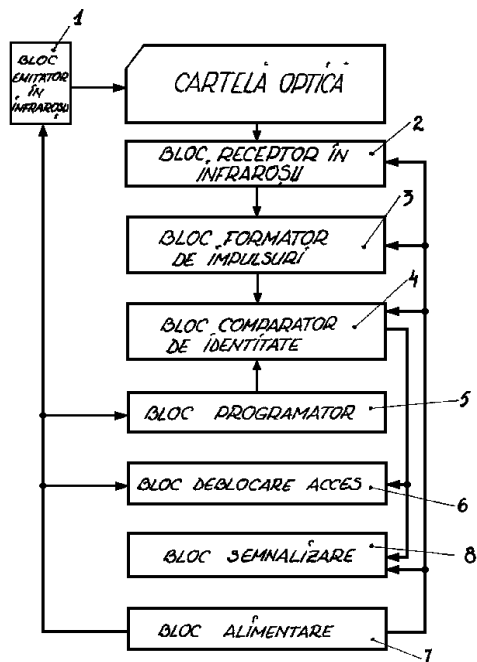 1
BLOC
EMIȚĂTOR
ÎN
INFRAROȘU
CARTELĂ OPTICĂ
2
BLOC RECEPTOR ÎN
INFRAROȘU
3
BLOC FORMATOR
DE IMPULSURI
4
BLOC COMPARATOR
DE IDENTITATE
BLOC PROGRAMATOR
5
BLOC DEBLOCARE ACCES
6
BLOC SEMNALIZARE
8
BLOC ALIMENTARE
7